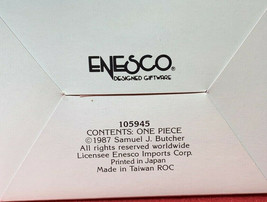 ENESCO®
DESIGNED GIFTWARE
105945
CONTENTS: ONE PIECE
©1987 Samuel J. Butcher
All rights reserved worldwide
Licensee Enesco Imports Corp.
Printed in Japan
Made in Taiwan ROC